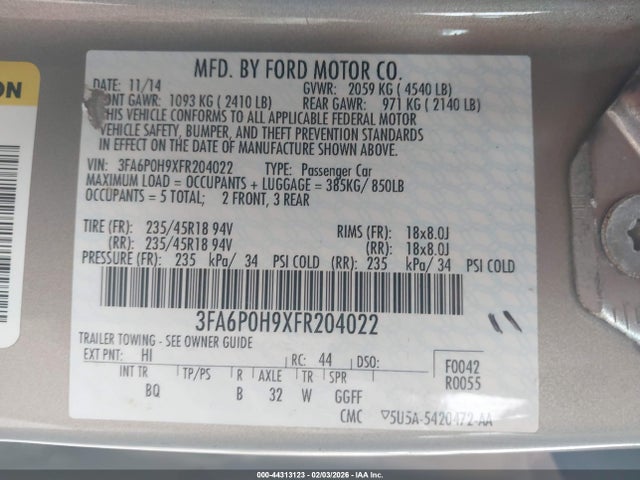 ON
MFD. BY FORD MOTOR CO.
DATE: 11/14 GVWR: 2059 KG ( 4540 LB)
FRONT GAWR: 1093 KG ( 2410 LB) REAR GAWR: 971 KG ( 2140 LB)
THIS VEHICLE CONFORMS TO ALL APPLICABLE FEDERAL MOTOR
VEHICLE SAFETY, BUMPER, AND THEFT PREVENTION STANDARDS
IN EFFECT ON THE DATE OF MANUFACTURE SHOWN ABOVE.
VIN: 3FA6P0H9XFR204022 TYPE: Passenger Car
MAXIMUM LOAD = OCCUPANTS + LUGGAGE = 385KG/ 850LB
OCCUPANTS = 5 TOTAL; 2 FRONT, 3 REAR
TIRE (FR): 235/45R18 94V RIMS (FR): 18x8.0J
(RR): 235/45R18 94V (RR): 18x8.0J
PRESSURE (FR): 235 kPa/ 34 PSI COLD (RR): 235 kPa/ 34 PSI COLD
3FA6P0H9XFR204022
TRAILER TOWING - SEE OWNER GUIDE
EXT PNT: HI RC: 44 DSO: F0042
INT TR TP/PS R AXLE TR SPR R0055
BQ B 32 W GGFF
CMC 5U5A-5420472-AA
000-44313123 - 02/03/2026 - IAA Inc.